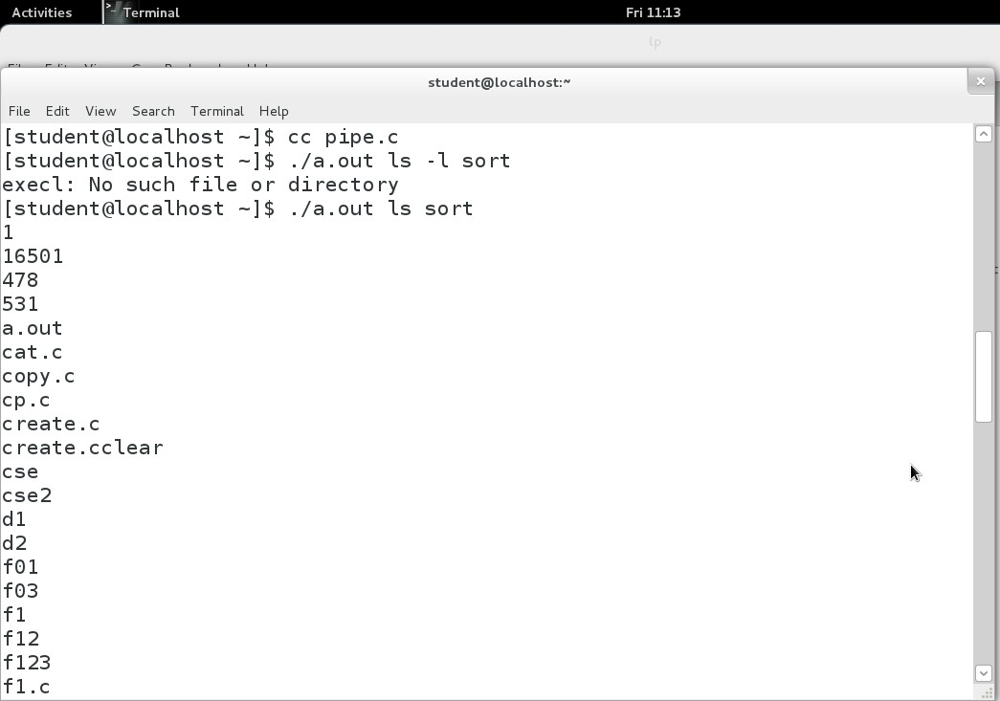 Activities Terminal Fri 11:13
lp
student@localhost:~
File Edit View Search Terminal Help
[student@localhost ~]$ cc pipe.c
[student@localhost ~]$ ./a.out ls -l sort
execl: No such file or directory
[student@localhost ~]$ ./a.out ls sort
1
16501
478
531
a.out
cat.c
copy.c
cp.c
create.c
create.cclear
cse
cse2
d1
d2
f01
f03
f1
f12
f123
f1.c